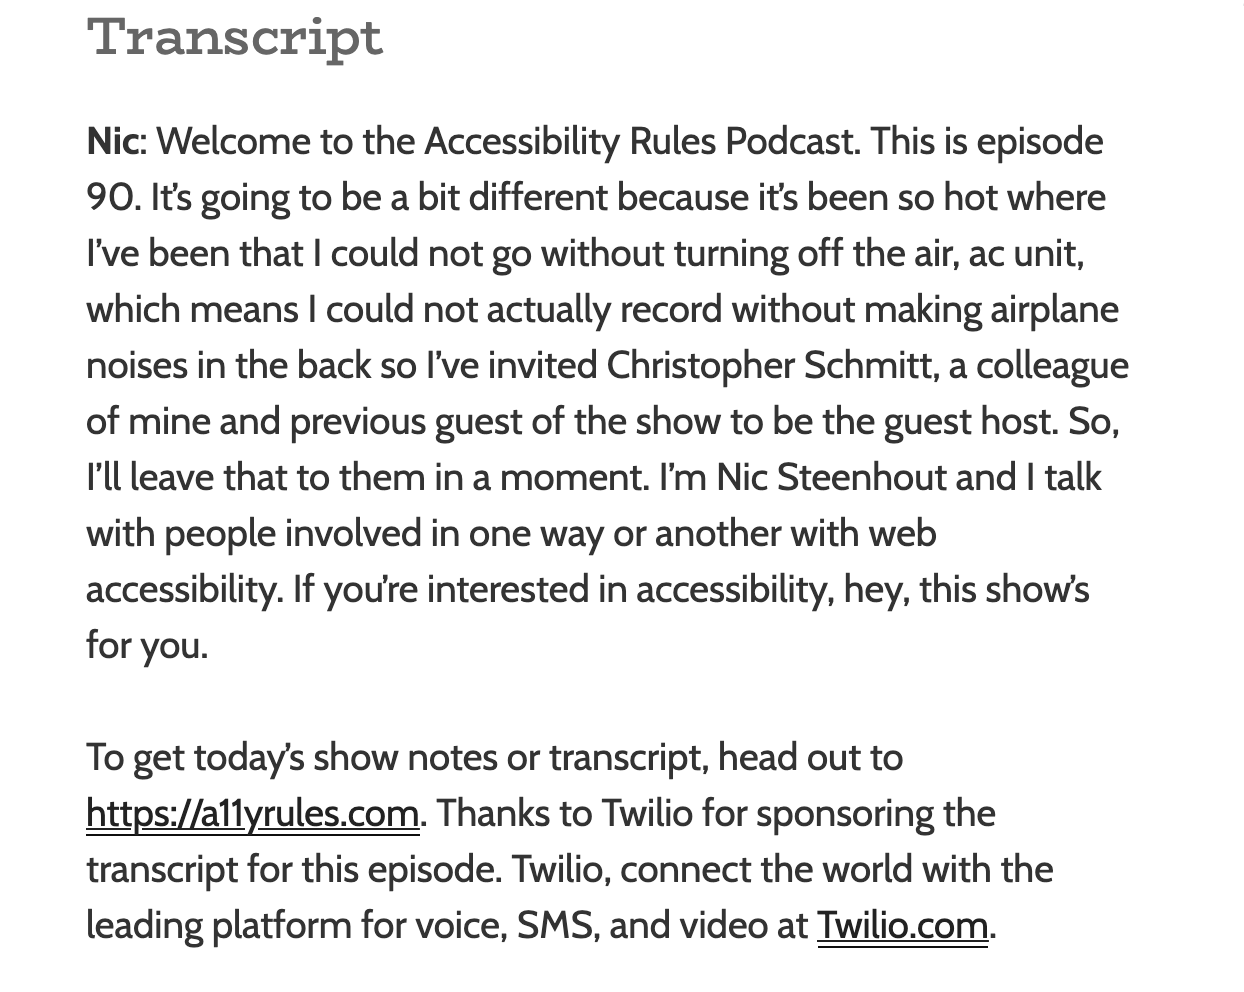 Transcript
Nic: Welcome to the Accessibility Rules Podcast. This is episode
90. It’s going to be a bit different because it’s been so hot where
I’ve been that I could not go without turning off the air, ac unit,
which means I could not actually record without making airplane
noises in the back so I’ve invited Christopher Schmitt, a colleague
of mine and previous guest of the show to be the guest host. So,
I’ll leave that to them in a moment. I’m Nic Steenhout and I talk
with people involved in one way or another with web
accessibility. If you’re interested in accessibility, hey, this show’s
for you.
To get today’s show notes or transcript, head out to
https://a11yrules.com. Thanks to Twilio for sponsoring the
transcript for this episode. Twilio, connect the world with the
leading platform for voice, SMS, and video at Twilio.com.